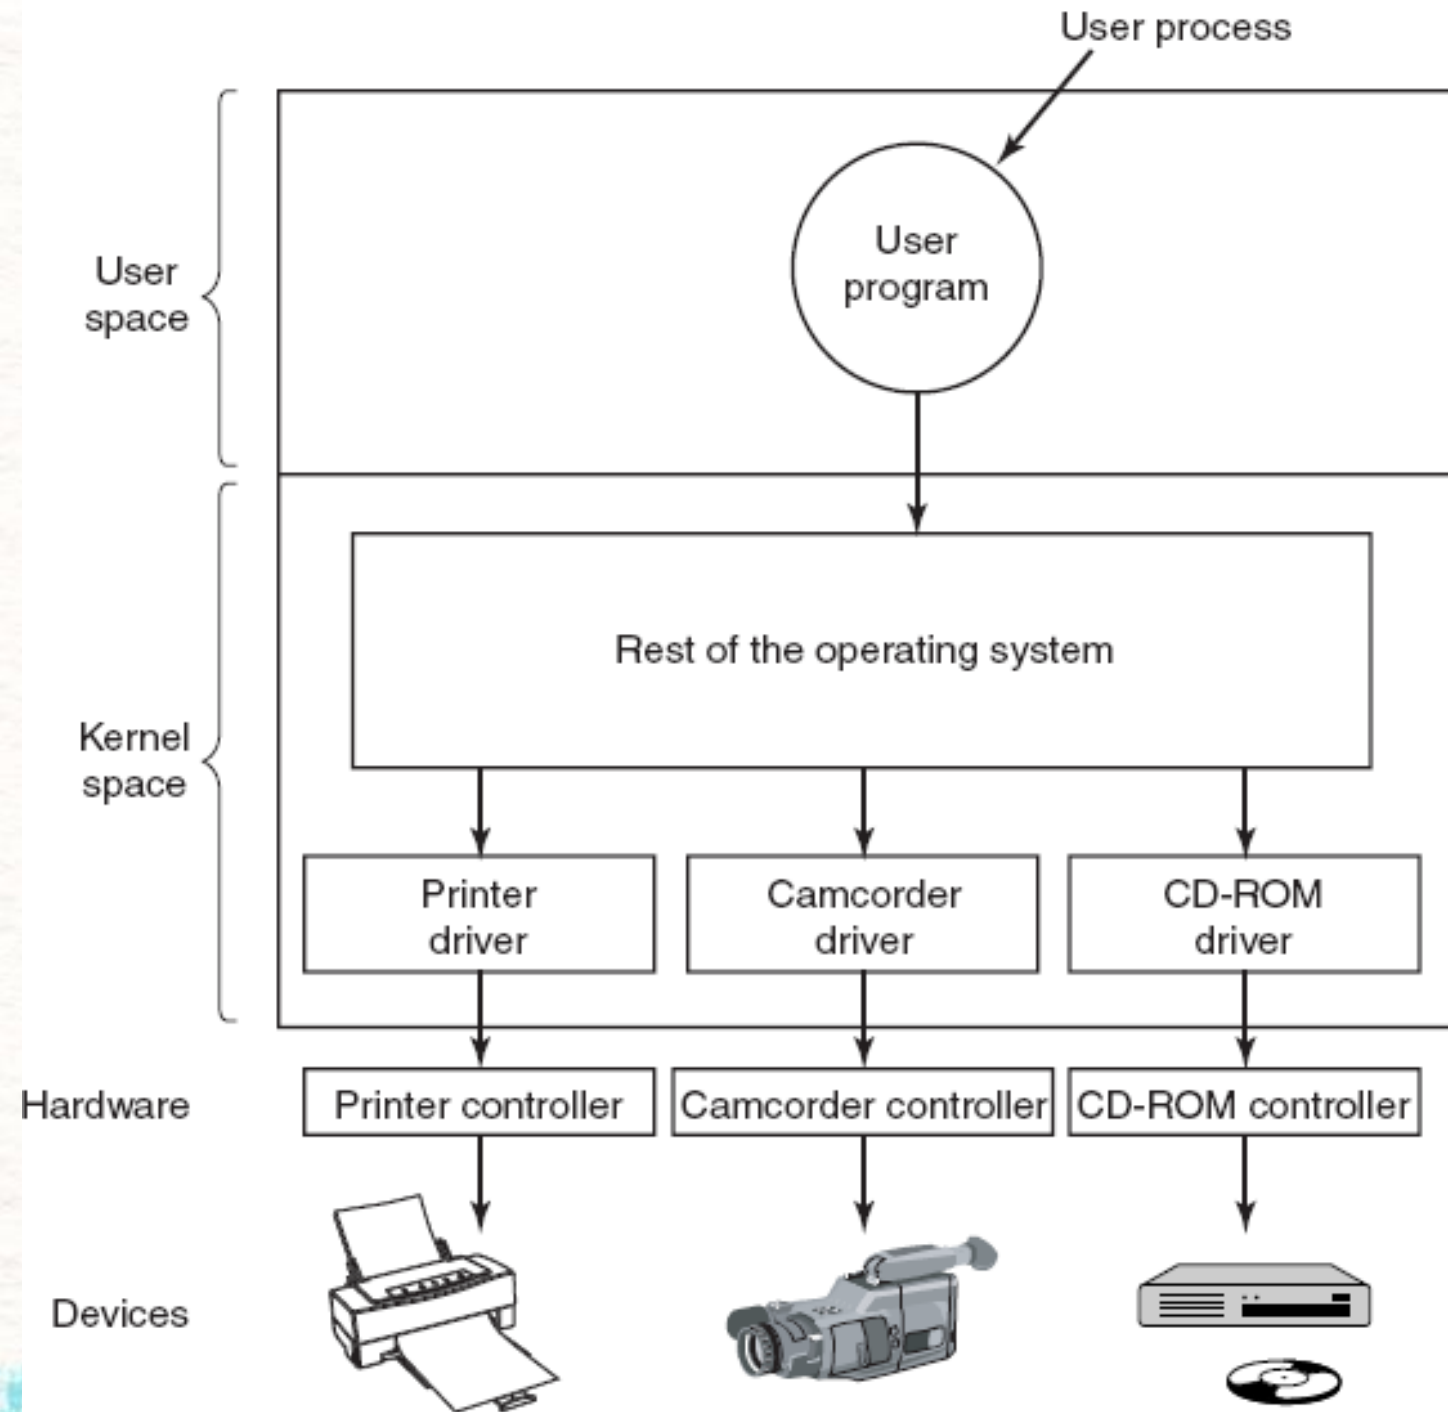 User process
User
program
User
space
Rest of the operating system
Kernel
space
Printer
driver
Camcorder
driver
CD-ROM
driver
Hardware
Printer controller
Camcorder controller
CD-ROM controller
Devices